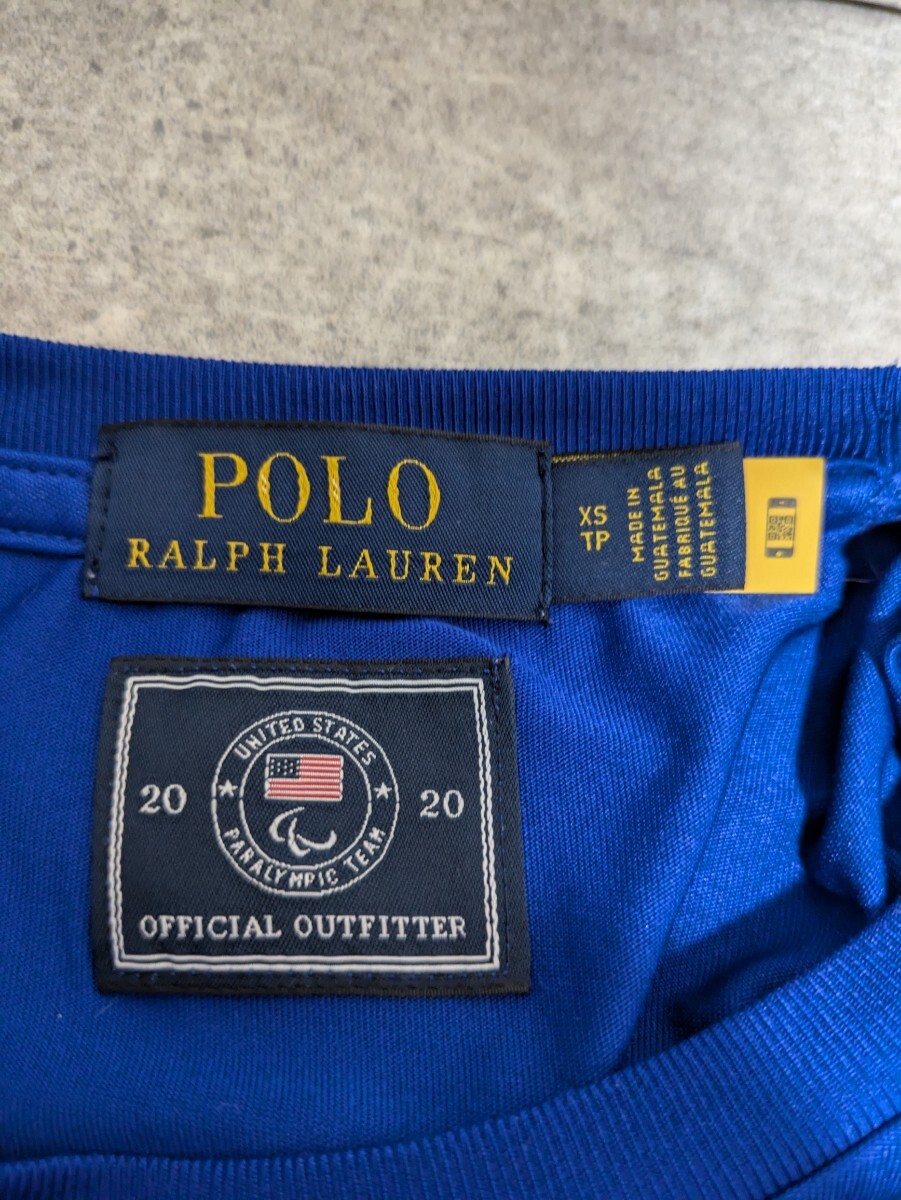 POLO
RALPH LAUREN
XS
TP
MADE IN
GUATEMALA
FABRIQUÉ AU
GUATEMALA
UNITED STATES
20 20
PARALYMPIC TEAM
OFFICIAL OUTFITTER